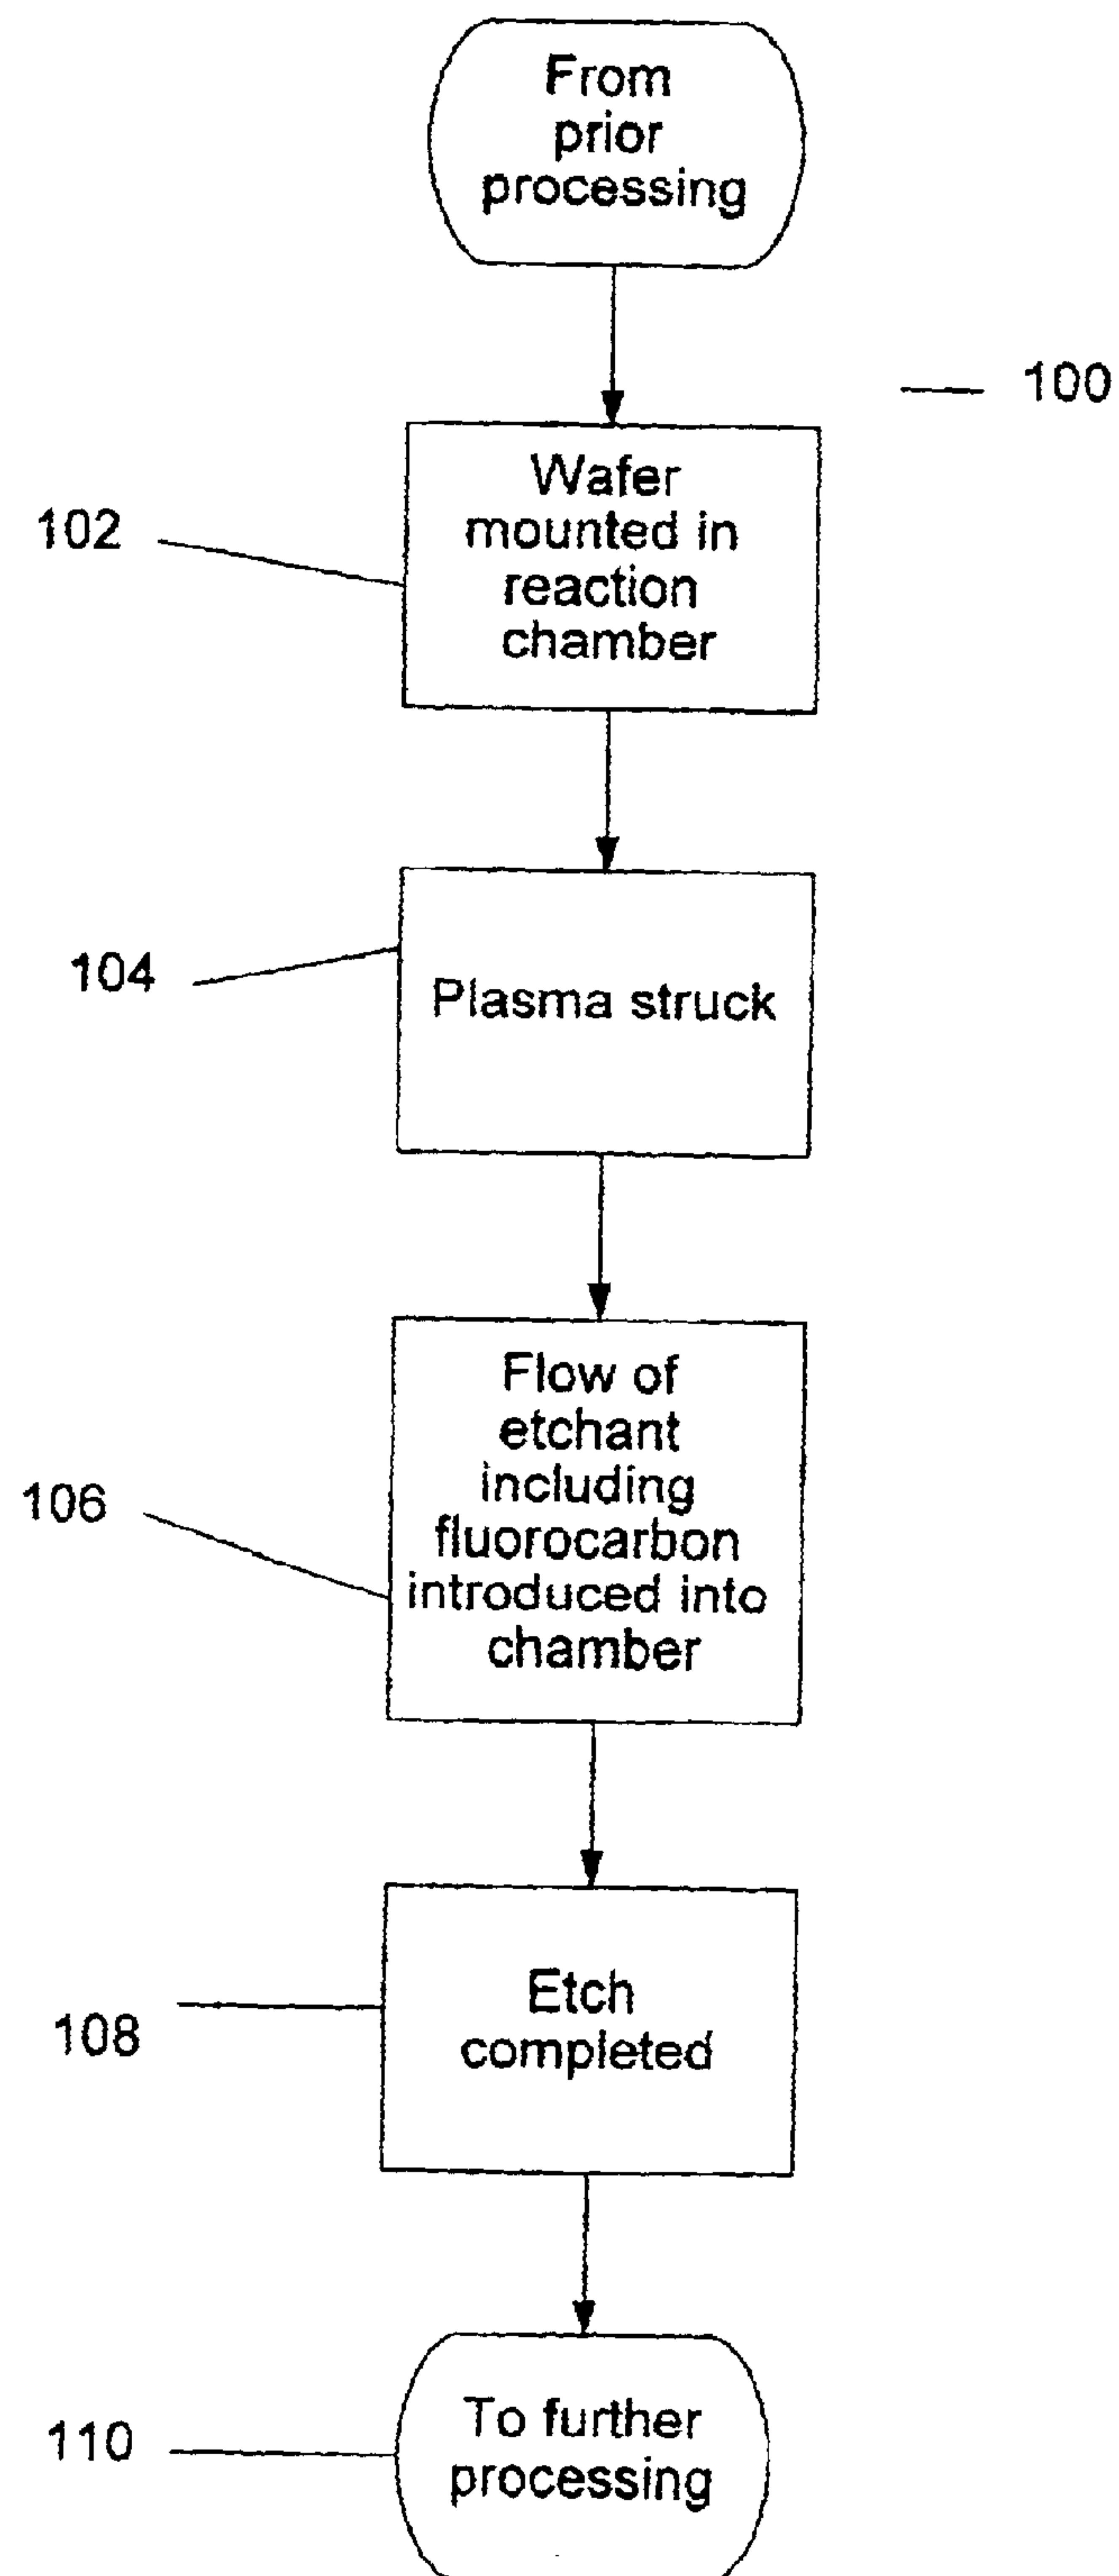 From
prior
processing
100
Wafer
mounted in
reaction
chamber
102
Plasma struck
104
Flow of
etchant
including
fluorocarbon
introduced into
chamber
106
Etch
completed
108
To further
processing
110